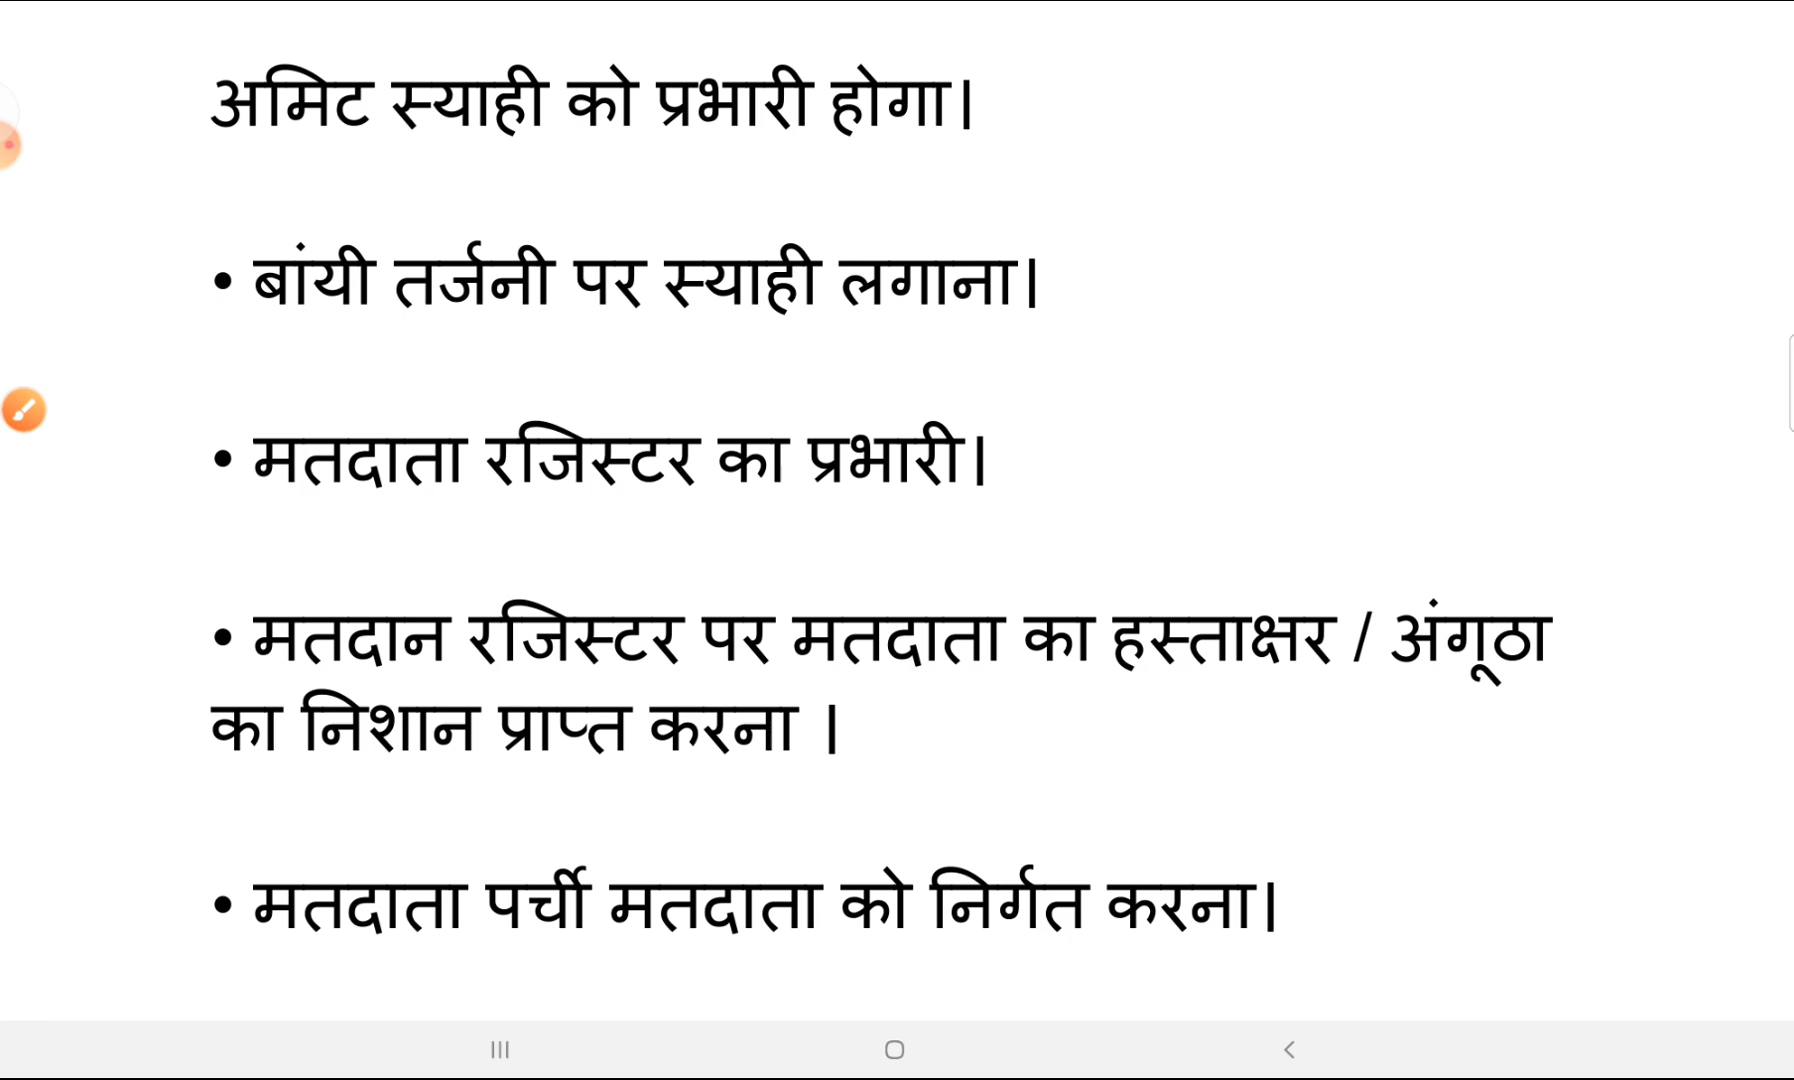 अमिट स्याही को प्रभारी होगा।
• बांयी तर्जनी पर स्याही लगाना।
• मतदाता रजिस्टर का प्रभारी।
• मतदान रजिस्टर पर मतदाता का हस्ताक्षर / अंगूठा
का निशान प्राप्त करना ।
• मतदाता पर्ची मतदाता को निर्गत करना।